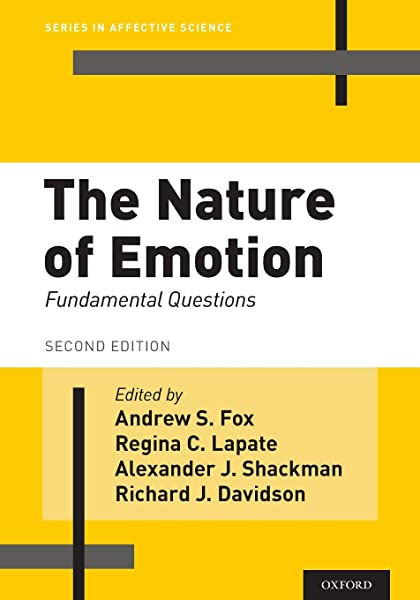 SERIES IN AFFECTIVE SCIENCE
The Nature
of Emotion
Fundamental Questions
SECOND EDITION
Edited by
Andrew S. Fox
Regina C. Lapate
Alexander J. Shackman
Richard J. Davidson
OXFORD